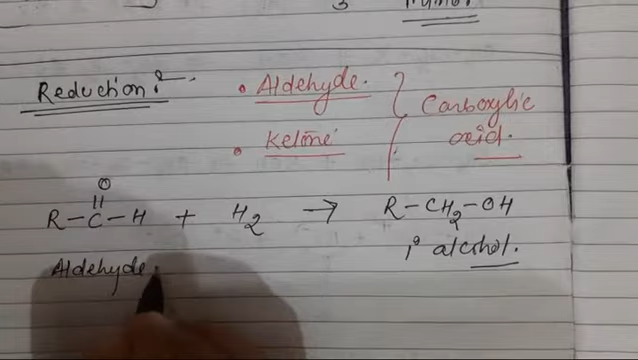 Reduction:-
• Aldehyde.
• Ketone
Carboxylic
acid.
O
R-C-H + H2 → R-CH2-OH
Aldehyde.
1° alcohol.